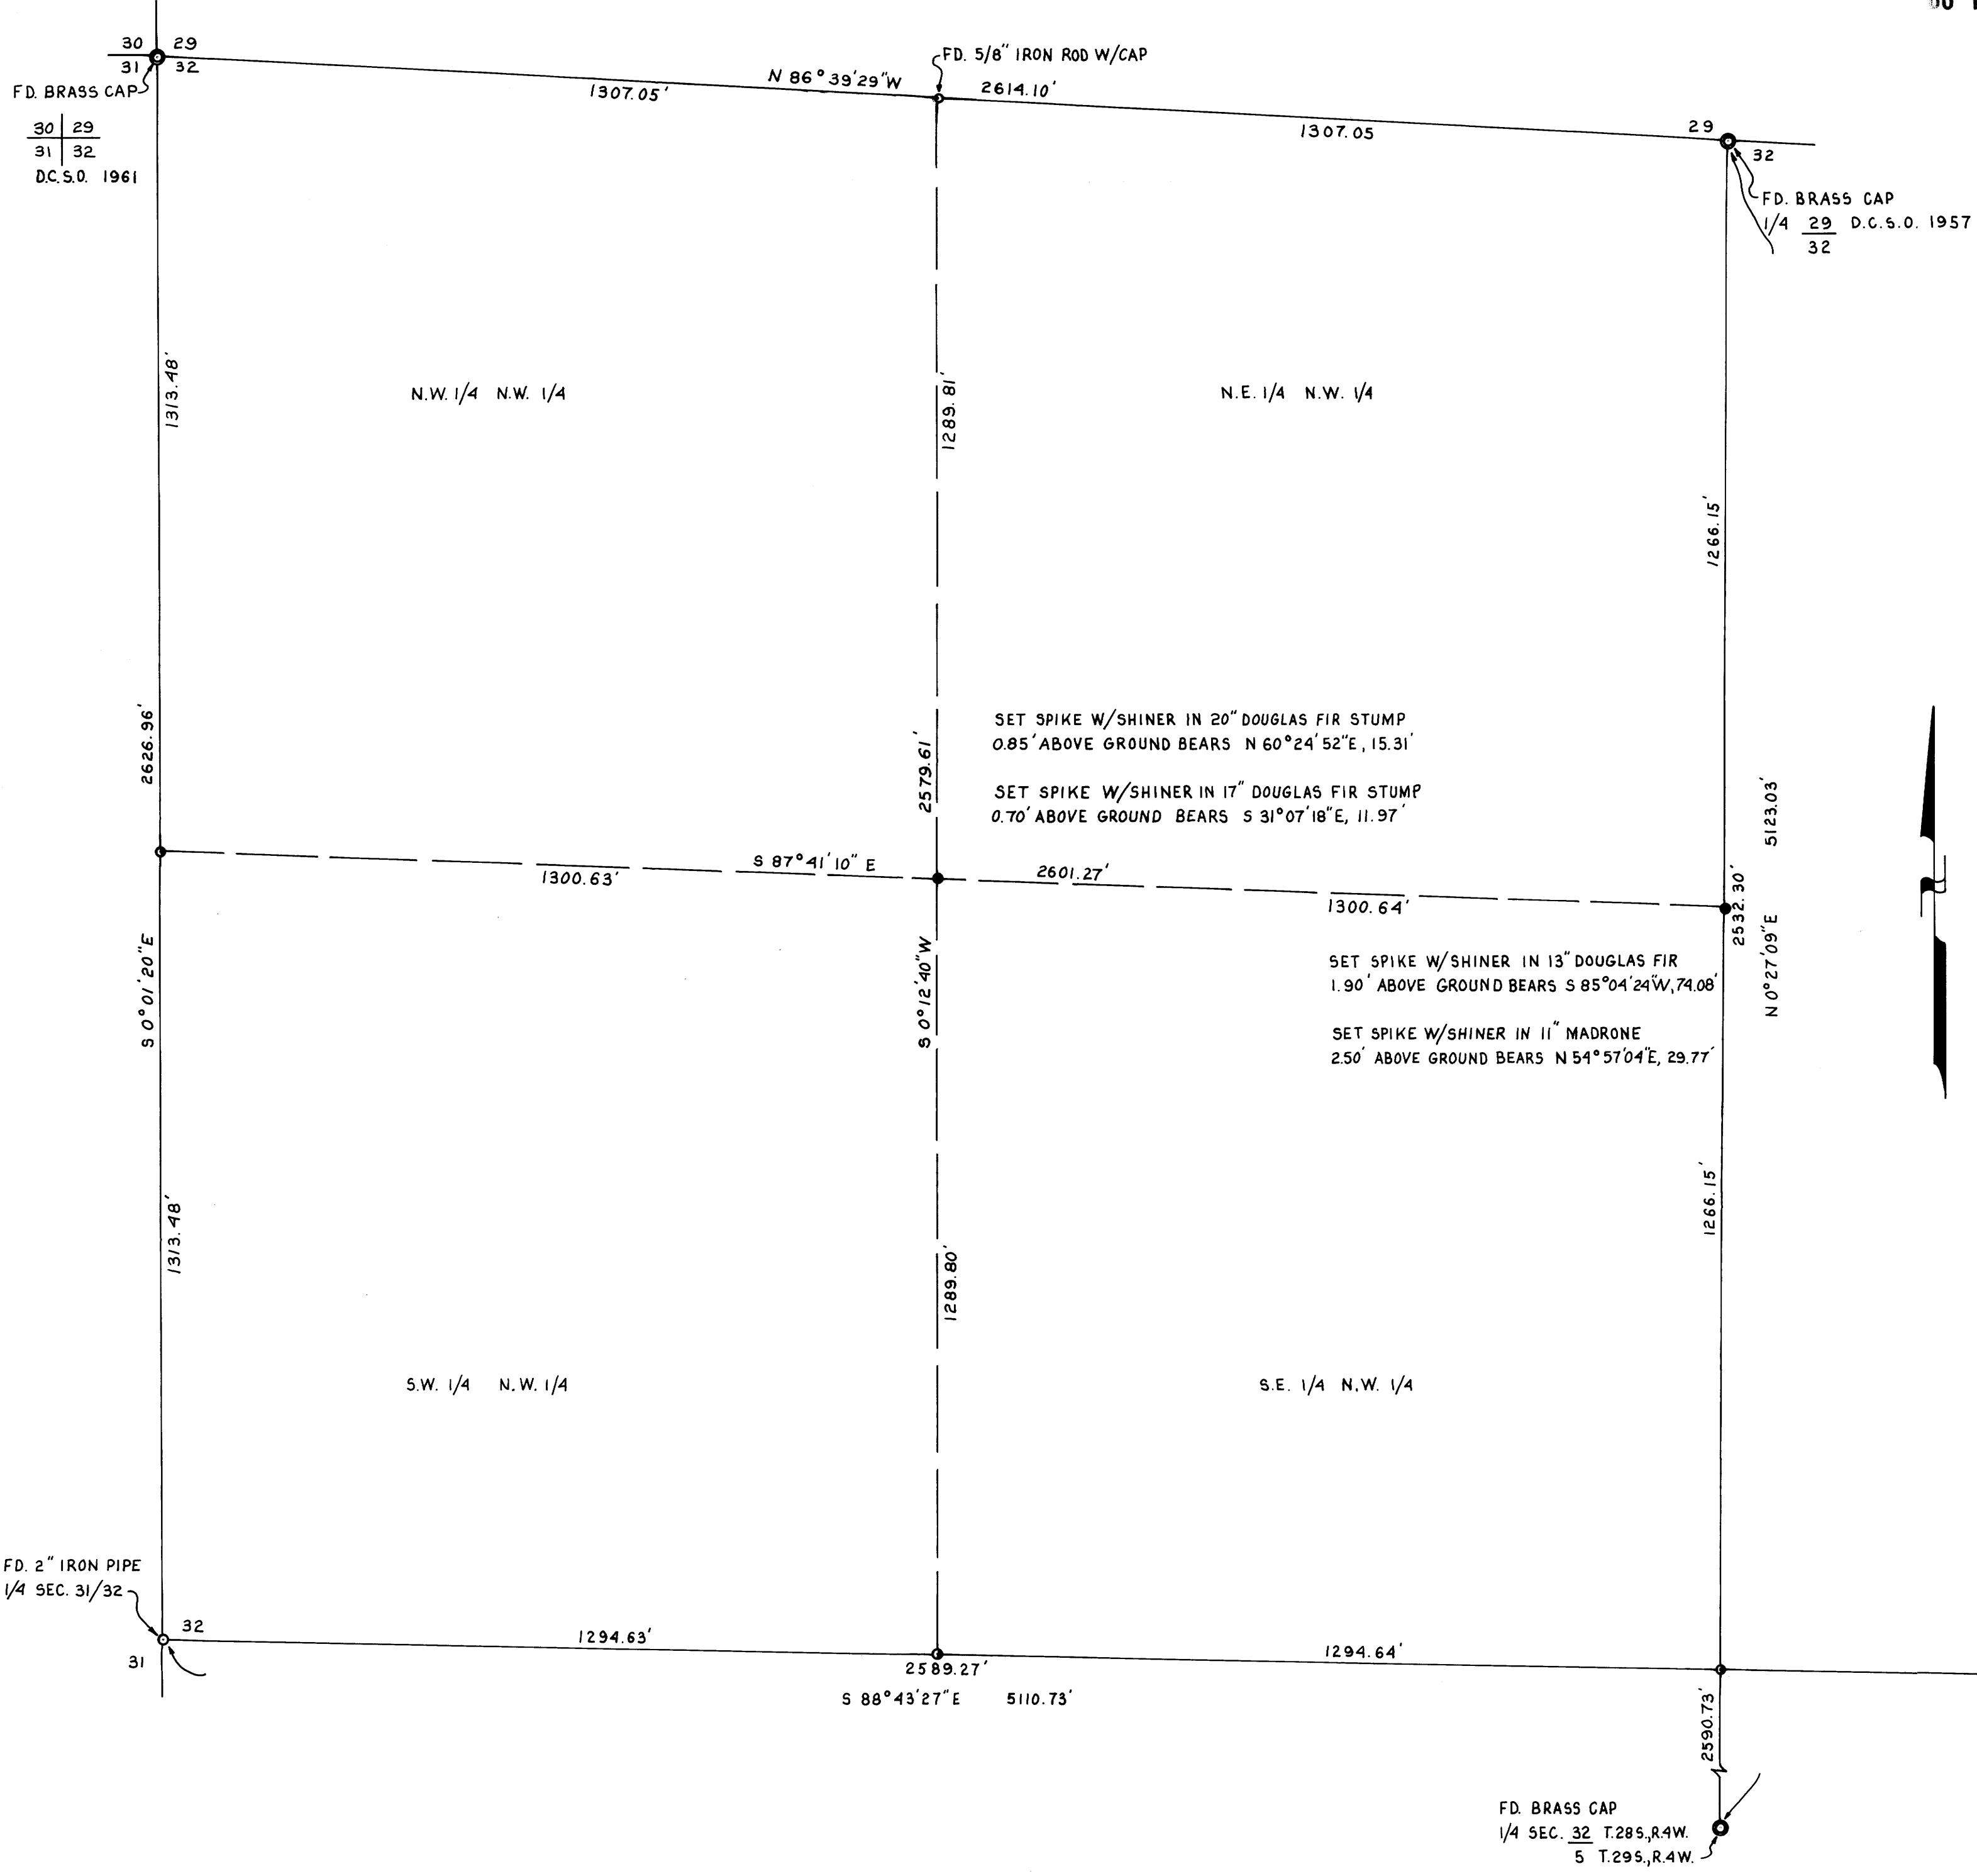 30 29
31 32
FD. BRASS CAP
30 29
31 32
D.C.S.O. 1961
N 86°39'29"W
1307.05'
FD. 5/8" IRON ROD W/CAP
2614.10'
1307.05
29
32
FD. BRASS CAP
1/4 29 D.C.S.O. 1957
32
1313.48'
N.W. 1/4 N.W. 1/4
1289.81'
N.E. 1/4 N.W. 1/4
1266.15'
2626.96'
2579.61'
SET SPIKE W/SHINER IN 20" DOUGLAS FIR STUMP
0.85' ABOVE GROUND BEARS N 60°24'52"E, 15.31'
SET SPIKE W/SHINER IN 17" DOUGLAS FIR STUMP
0.70' ABOVE GROUND BEARS S 31°07'18"E, 11.97'
5123.03'
S 87°41'10" E
1300.63'
2601.27'
1300.64'
2532.30'
N 0°27'09"E
S 0°01'20"E
S 0°12'40"W
SET SPIKE W/SHINER IN 13" DOUGLAS FIR
1.90' ABOVE GROUND BEARS S 85°04'24"W, 74.08'
SET SPIKE W/SHINER IN 11" MADRONE
2.50' ABOVE GROUND BEARS N 54°57'04"E, 29.77'
1313.48'
1289.80'
1266.15'
S.W. 1/4 N.W. 1/4
S.E. 1/4 N.W. 1/4
FD. 2" IRON PIPE
1/4 SEC. 31/32
32
31
1294.63'
2589.27'
1294.64'
S 88°43'27"E 5110.73'
2590.73'
FD. BRASS CAP
1/4 SEC. 32 T.28S.,R.4W.
5 T.29S.,R.4W.